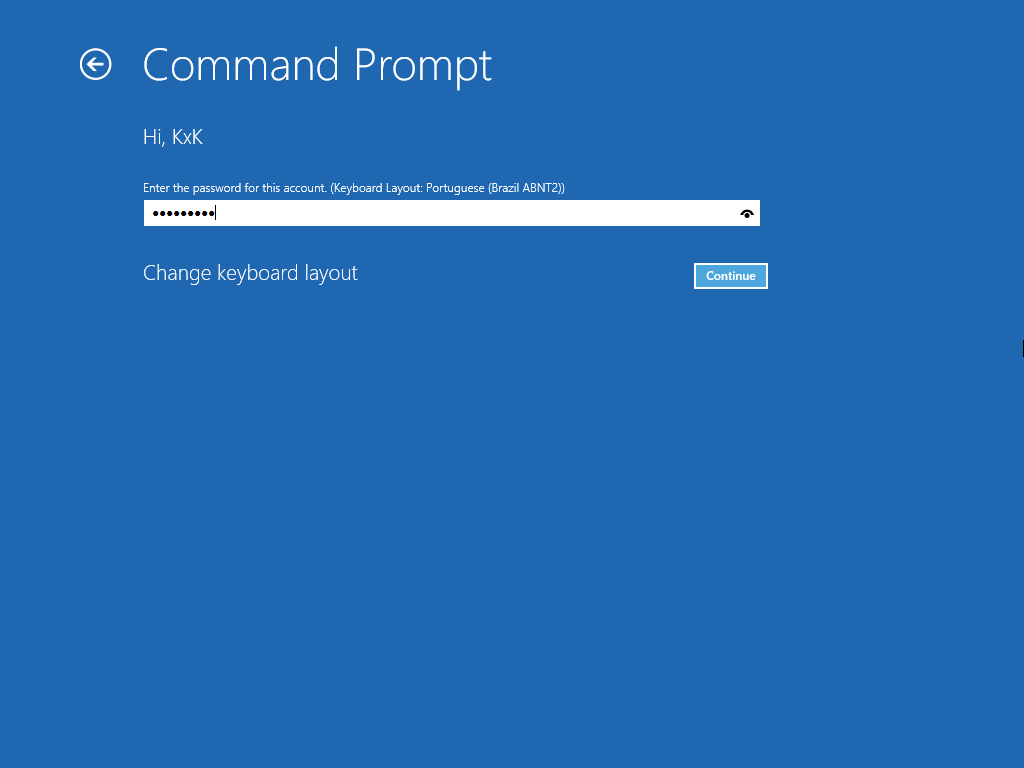 Command Prompt
Hi, KxK
Enter the password for this account. (Keyboard Layout: Portuguese (Brazil ABNT2))
•••••••••
Change keyboard layout
Continue